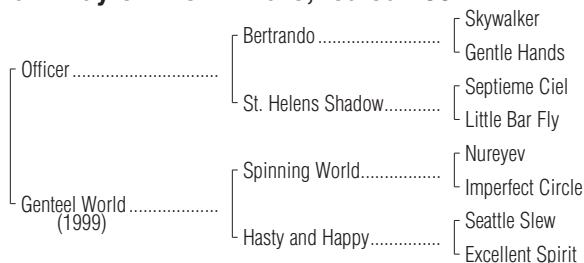 Skywalker
Bertrando
Gentle Hands
Officer
Septieme Ciel
St. Helens Shadow
Little Bar Fly
Nureyev
Spinning World
Imperfect Circle
Genteel World
(1999)
Seattle Slew
Hasty and Happy
Excellent Spirit